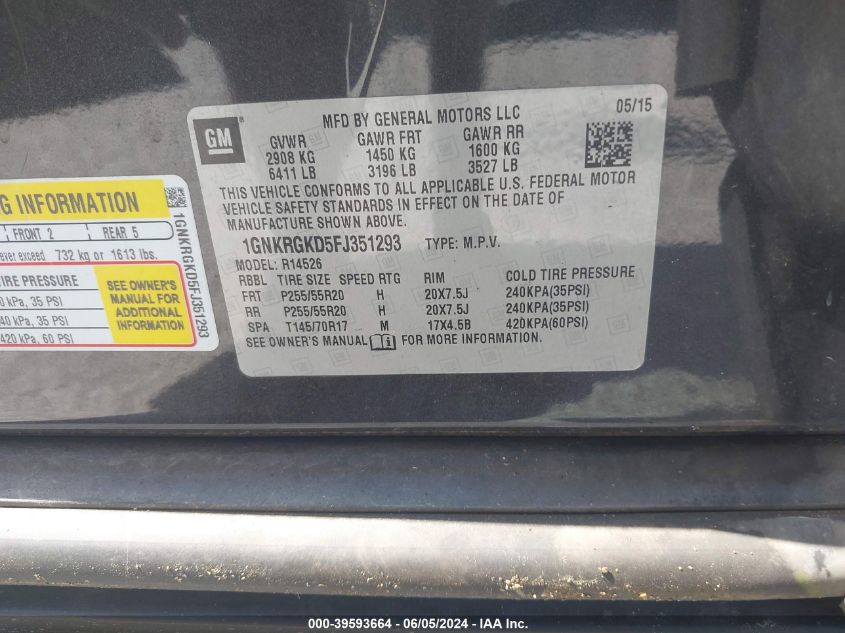 GM
MFD BY GENERAL MOTORS LLC 05/15
GVWR GAWR FRT GAWR RR
2908 KG 1450 KG 1600 KG
6411 LB 3196 LB 3527 LB
THIS VEHICLE CONFORMS TO ALL APPLICABLE U.S. FEDERAL MOTOR
VEHICLE SAFETY STANDARDS IN EFFECT ON THE DATE OF
MANUFACTURE SHOWN ABOVE.
1GNKRGKD5FJ351293 TYPE: M.P.V.
MODEL: R14526
RBBL TIRE SIZE SPEED RTG RIM COLD TIRE PRESSURE
FRT P255/55R20 H 20X7.5J 240KPA(35PSI)
RR P255/55R20 H 20X7.5J 240KPA(35PSI)
SPA T145/70R17 M 17X4.5B 420KPA(60PSI)
SEE OWNER'S MANUAL FOR MORE INFORMATION.
INFORMATION
FRONT 2 REAR 5
exceed 732 kg or 1613 lbs.
TIRE PRESSURE
kPa, 35 PSI
kPa, 35 PSI
420 kPa, 60 PSI
SEE OWNER'S
MANUAL FOR
ADDITIONAL
INFORMATION
1GNKRGKD5FJ351293
000-39593664 - 06/05/2024 - IAA Inc.